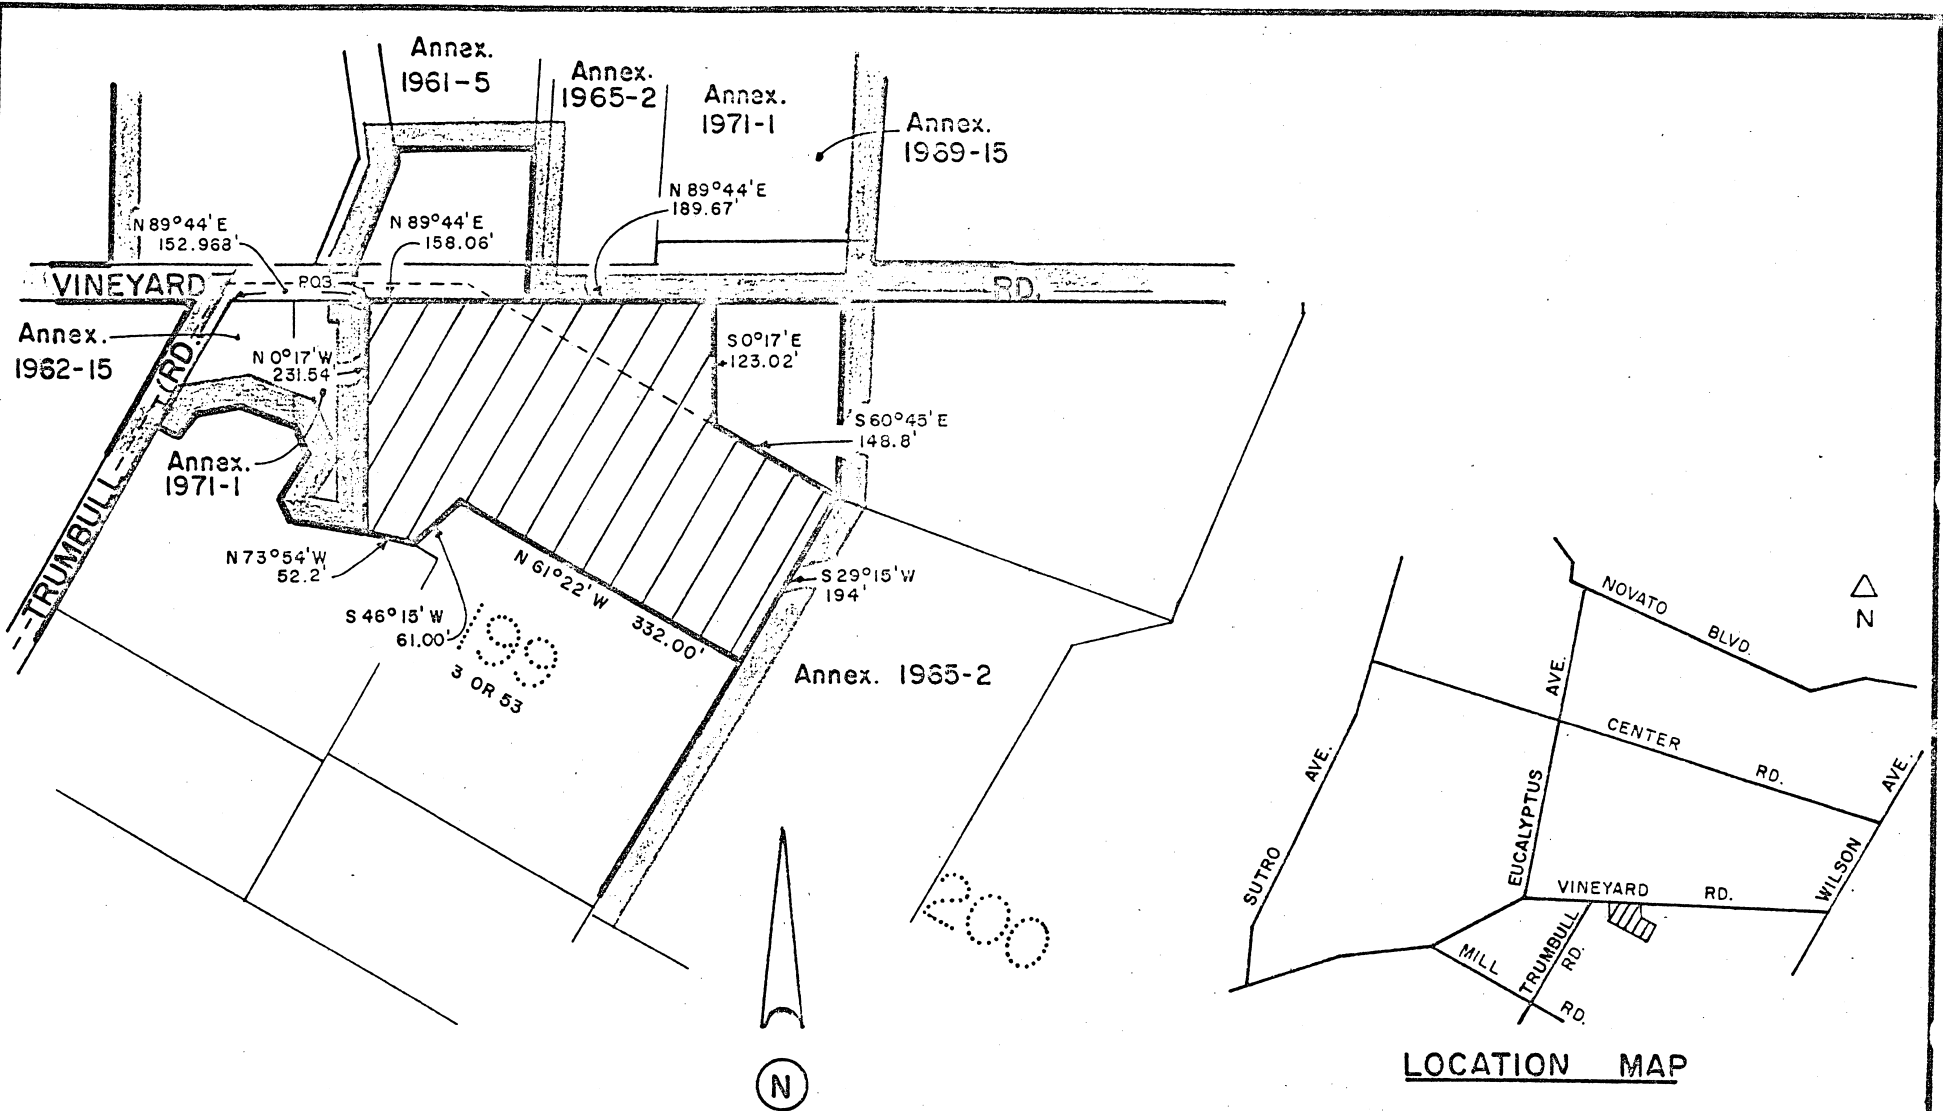 Annex.
1961-5
Annex.
1965-2
Annex.
1971-1
Annex.
1969-15
N 89°44'E
189.67'
N 89°44'E
152.968'
N 89°44'E
158.06'
VINEYARD
P.O.B.
RD.
Annex.
1962-15
N 0°17'W
231.54'
S 0°17'E
123.02'
S 60°45'E
148.8'
Annex.
1971-1
TRUMBULL
RD.
N 73°54'W
52.2'
S 46°15'W
61.00'
N 61°22'W 332.00'
S 29°15'W
194'
199
3 OR 53
Annex. 1965-2
200
N
NOVATO BLVD.
N
SUTRO AVE.
EUCALYPTUS AVE.
CENTER RD.
WILSON AVE.
VINEYARD RD.
TRUMBULL
RD.
MILL RD.
LOCATION MAP